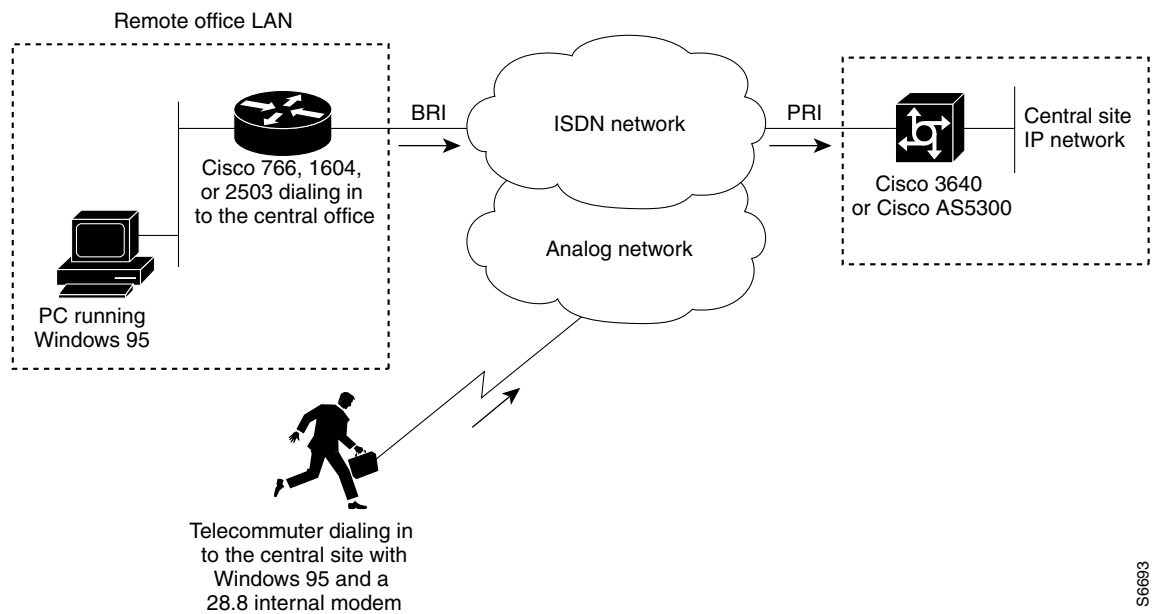 Remote office LAN
BRI
ISDN network
PRI
Central site
IP network
Cisco 766, 1604,
or 2503 dialing in
to the central office
Cisco 3640
or Cisco AS5300
Analog network
PC running
Windows 95
Telecommuter dialing in
to the central site with
Windows 95 and a
28.8 internal modem
S6693